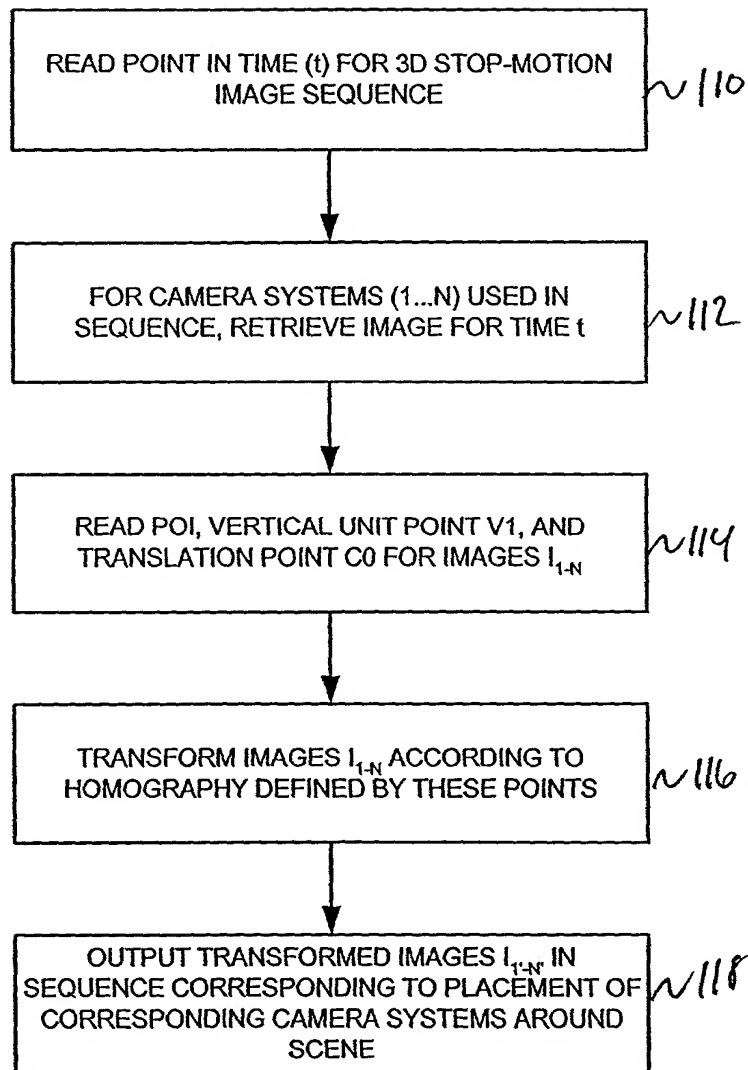 READ POINT IN TIME (t) FOR 3D STOP-MOTION
IMAGE SEQUENCE
110
FOR CAMERA SYSTEMS (1...N) USED IN
SEQUENCE, RETRIEVE IMAGE FOR TIME t
112
READ POI, VERTICAL UNIT POINT V1, AND
TRANSLATION POINT C0 FOR IMAGES I1-N
114
TRANSFORM IMAGES I1-N ACCORDING TO
HOMOGRAPHY DEFINED BY THESE POINTS
116
OUTPUT TRANSFORMED IMAGES I1'-N' IN
SEQUENCE CORRESPONDING TO PLACEMENT OF
CORRESPONDING CAMERA SYSTEMS AROUND
SCENE
118